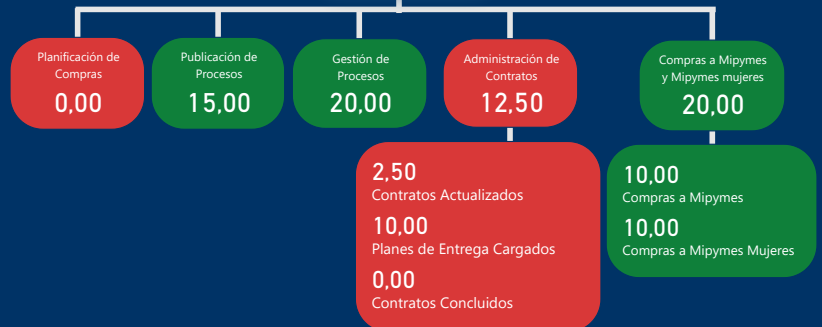 Planificación de
Compras
0,00
Publicación de
Procesos
15,00
Gestión de
Procesos
20,00
Administración de
Contratos
12,50
Compras a Mipymes
y Mipymes mujeres
20,00
2,50
Contratos Actualizados
10,00
Planes de Entrega Cargados
0,00
Contratos Concluidos
10,00
Compras a Mipymes
10,00
Compras a Mipymes Mujeres